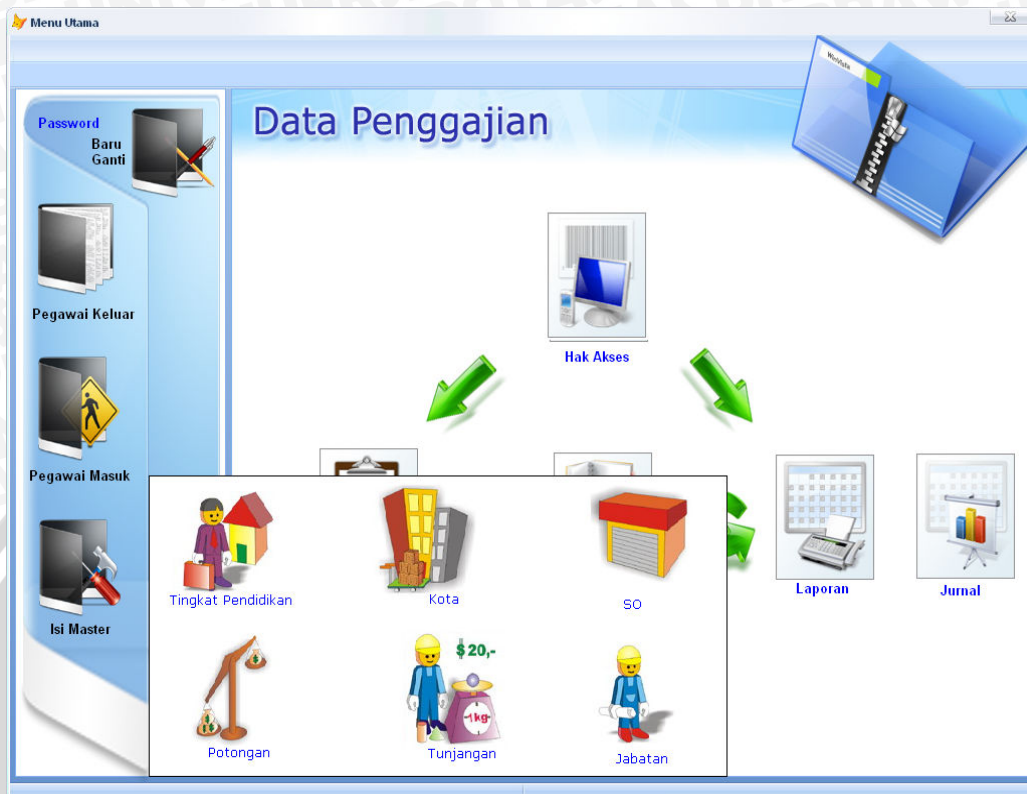 Menu Utama
Data Penggajian
WinVista
Password
Baru
Ganti
Pegawai Keluar
Pegawai Masuk
Isi Master
Hak Akses
Laporan
Jurnal
Tingkat Pendidikan
Kota
SO
Potongan
$20,-
1kg
Tunjangan
Jabatan